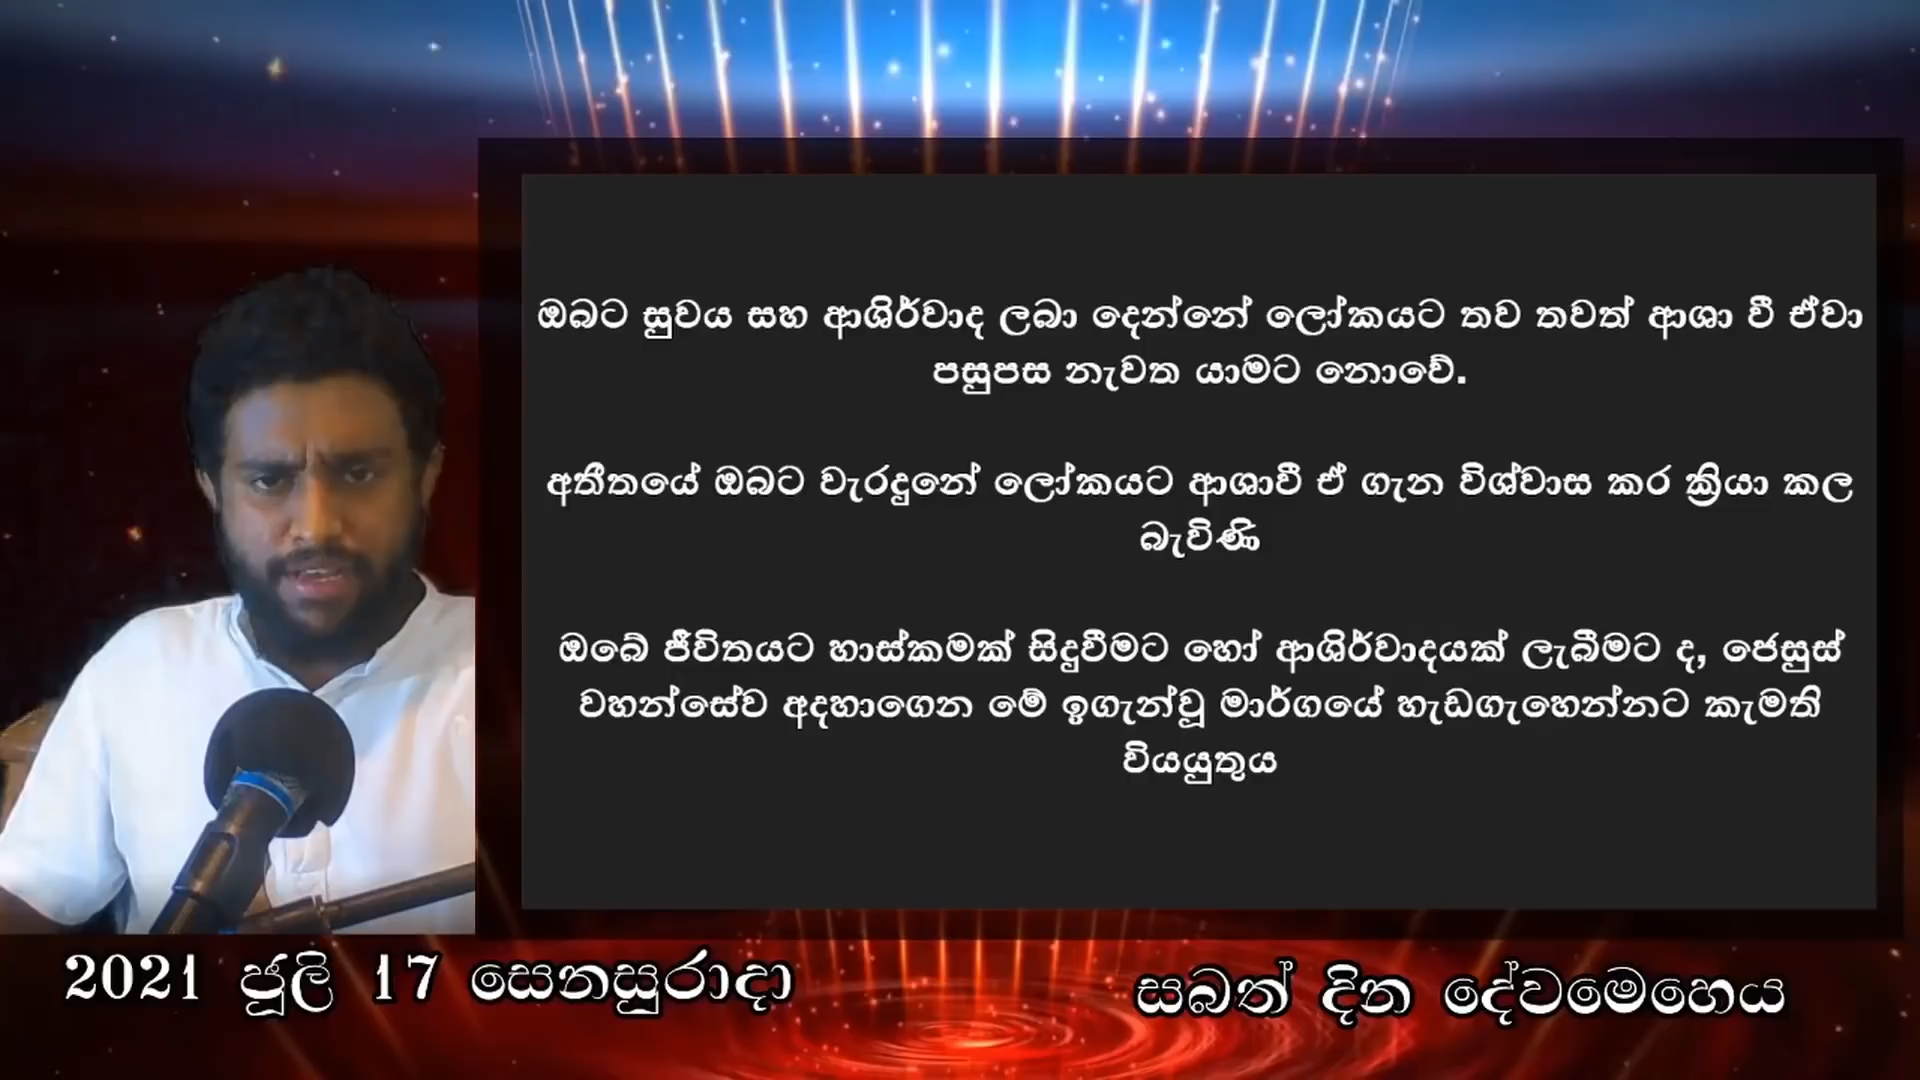 ඔබට සුවය සහ ආශිර්වාද ලබා දෙන්නේ ලෝකයට තව තවත් ආශා වී ඒවා
පසුපස නැවත යාමට නොවේ.
අතීතයේ ඔබට වැරදුනේ ලෝකයට ආශාවී ඒ ගැන විශ්වාස කර ක්‍රියා කල
බැවිණි
ඔබේ ජීවිතයට හාස්කමක් සිදුවීමට හෝ ආශිර්වාදයක් ලැබීමට ද, ජෙසුස්
වහන්සේව අදහාගෙන මේ ඉගැන්වූ මාර්ගයේ හැඩගැහෙන්නට කැමති
වියයුතුය
2021 ජූලි 17 සෙනසුරාදා
සබත් දින දේවමෙහෙය